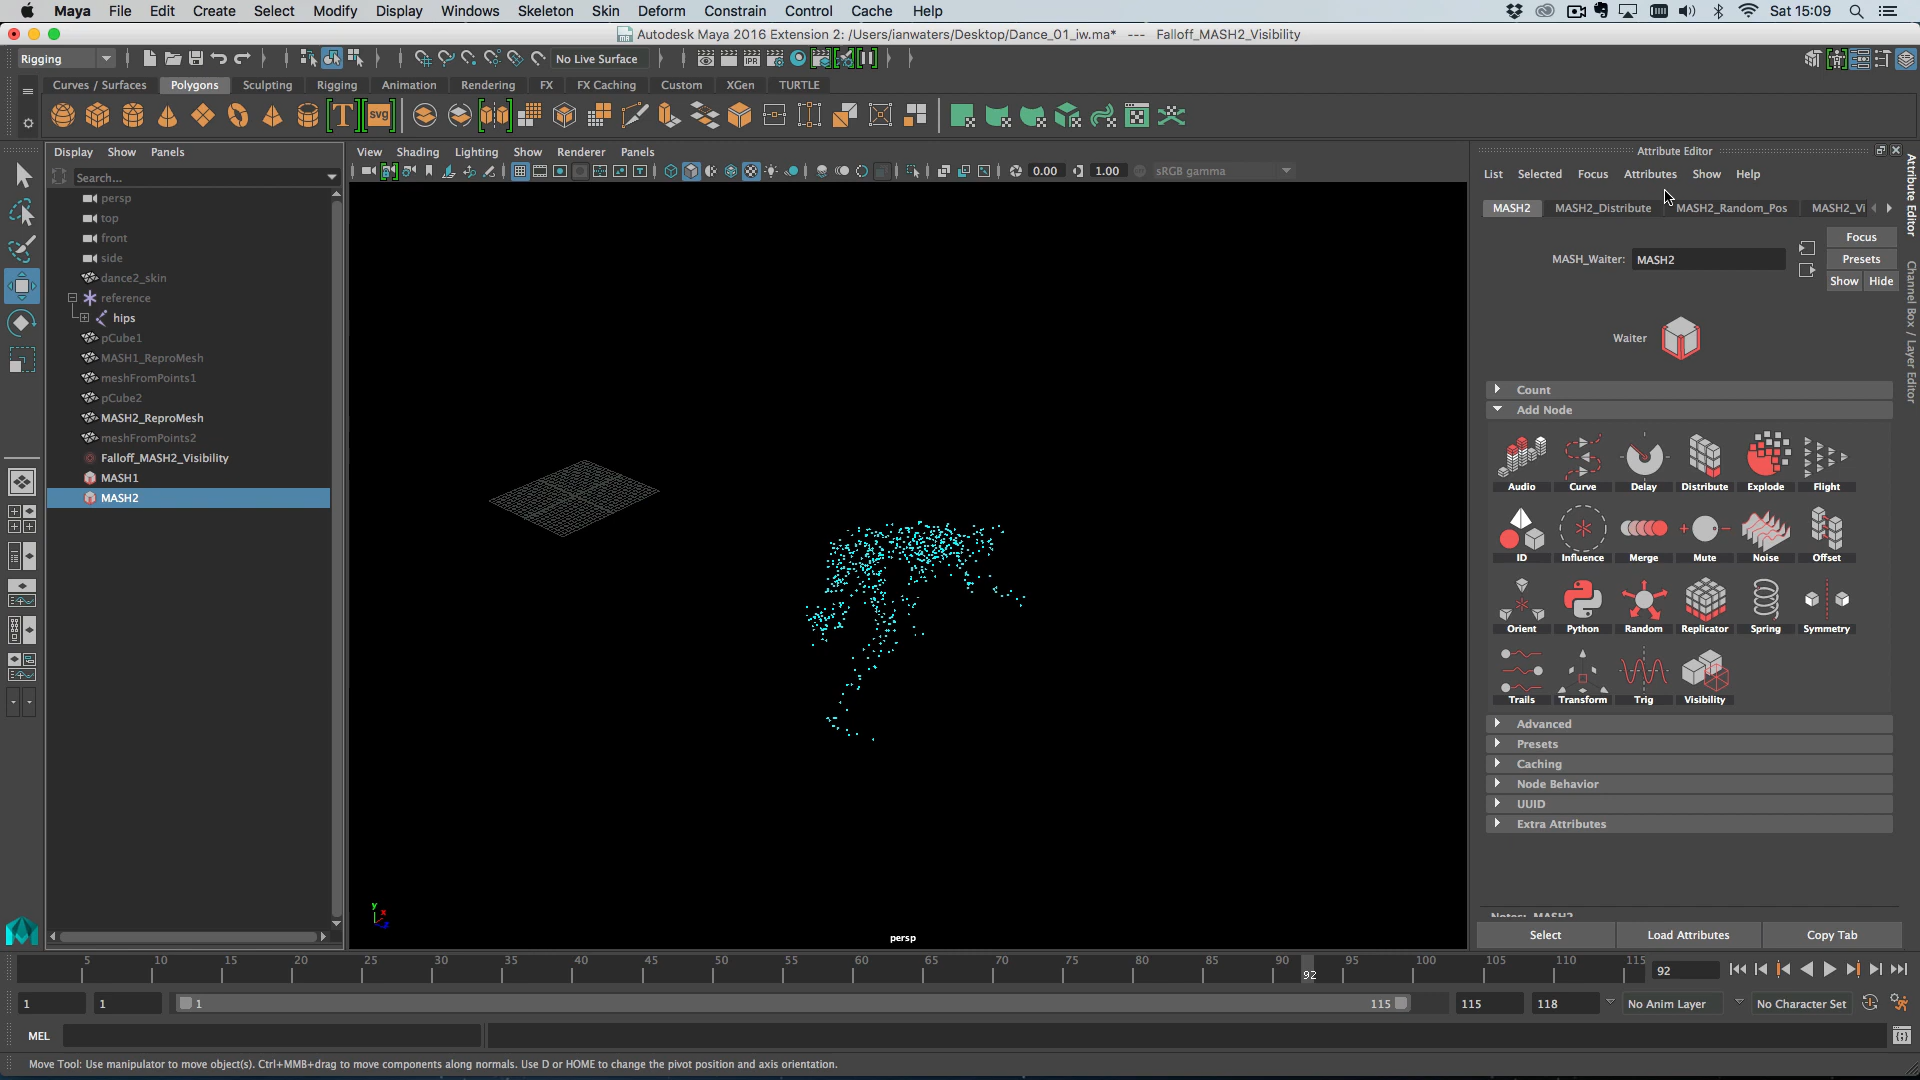 Maya File Edit Create Select Modify Display Windows Skeleton Skin Deform Constrain Control Cache Help Sat 15:09
Autodesk Maya 2016 Extension 2: /Users/ianwaters/Desktop/Dance_01_iw.ma* --- Falloff_MASH2_Visibility
Rigging No Live Surface IPR
Curves / Surfaces Polygons Sculpting Rigging Animation Rendering FX FX Caching Custom XGen TURTLE
T SVG
Display Show Panels
Search...
persp
top
front
side
dance2_skin
reference
hips
pCube1
MASH1_ReproMesh
meshFromPoints1
pCube2
MASH2_ReproMesh
meshFromPoints2
Falloff_MASH2_Visibility
MASH1
MASH2
View Shading Lighting Show Renderer Panels
0.00 1.00 sRGB gamma
y
x
persp
Attribute Editor
List Selected Focus Attributes Show Help
MASH2 MASH2_Distribute MASH2_Random_Pos MASH2_Vi
MASH_Waiter: MASH2
Focus
Presets
Show Hide
Waiter
Count
Add Node
Audio Curve Delay Distribute Explode Flight
ID Influence Merge Mute Noise Offset
Orient Python Random Replicator Spring Symmetry
Trails Transform Trig Visibility
Advanced
Presets
Caching
Node Behavior
UUID
Extra Attributes
Notes: MASH2
Select Load Attributes Copy Tab
Attribute Editor
Channel Box / Layer Editor
5 10 15 20 25 30 35 40 45 50 55 60 65 70 75 80 85 90 92 95 100 105 110 115 92
1 1 1 115 115 118 No Anim Layer No Character Set
MEL
Move Tool: Use manipulator to move object(s). Ctrl+MMB+drag to move components along normals. Use D or HOME to change the pivot position and axis orientation.